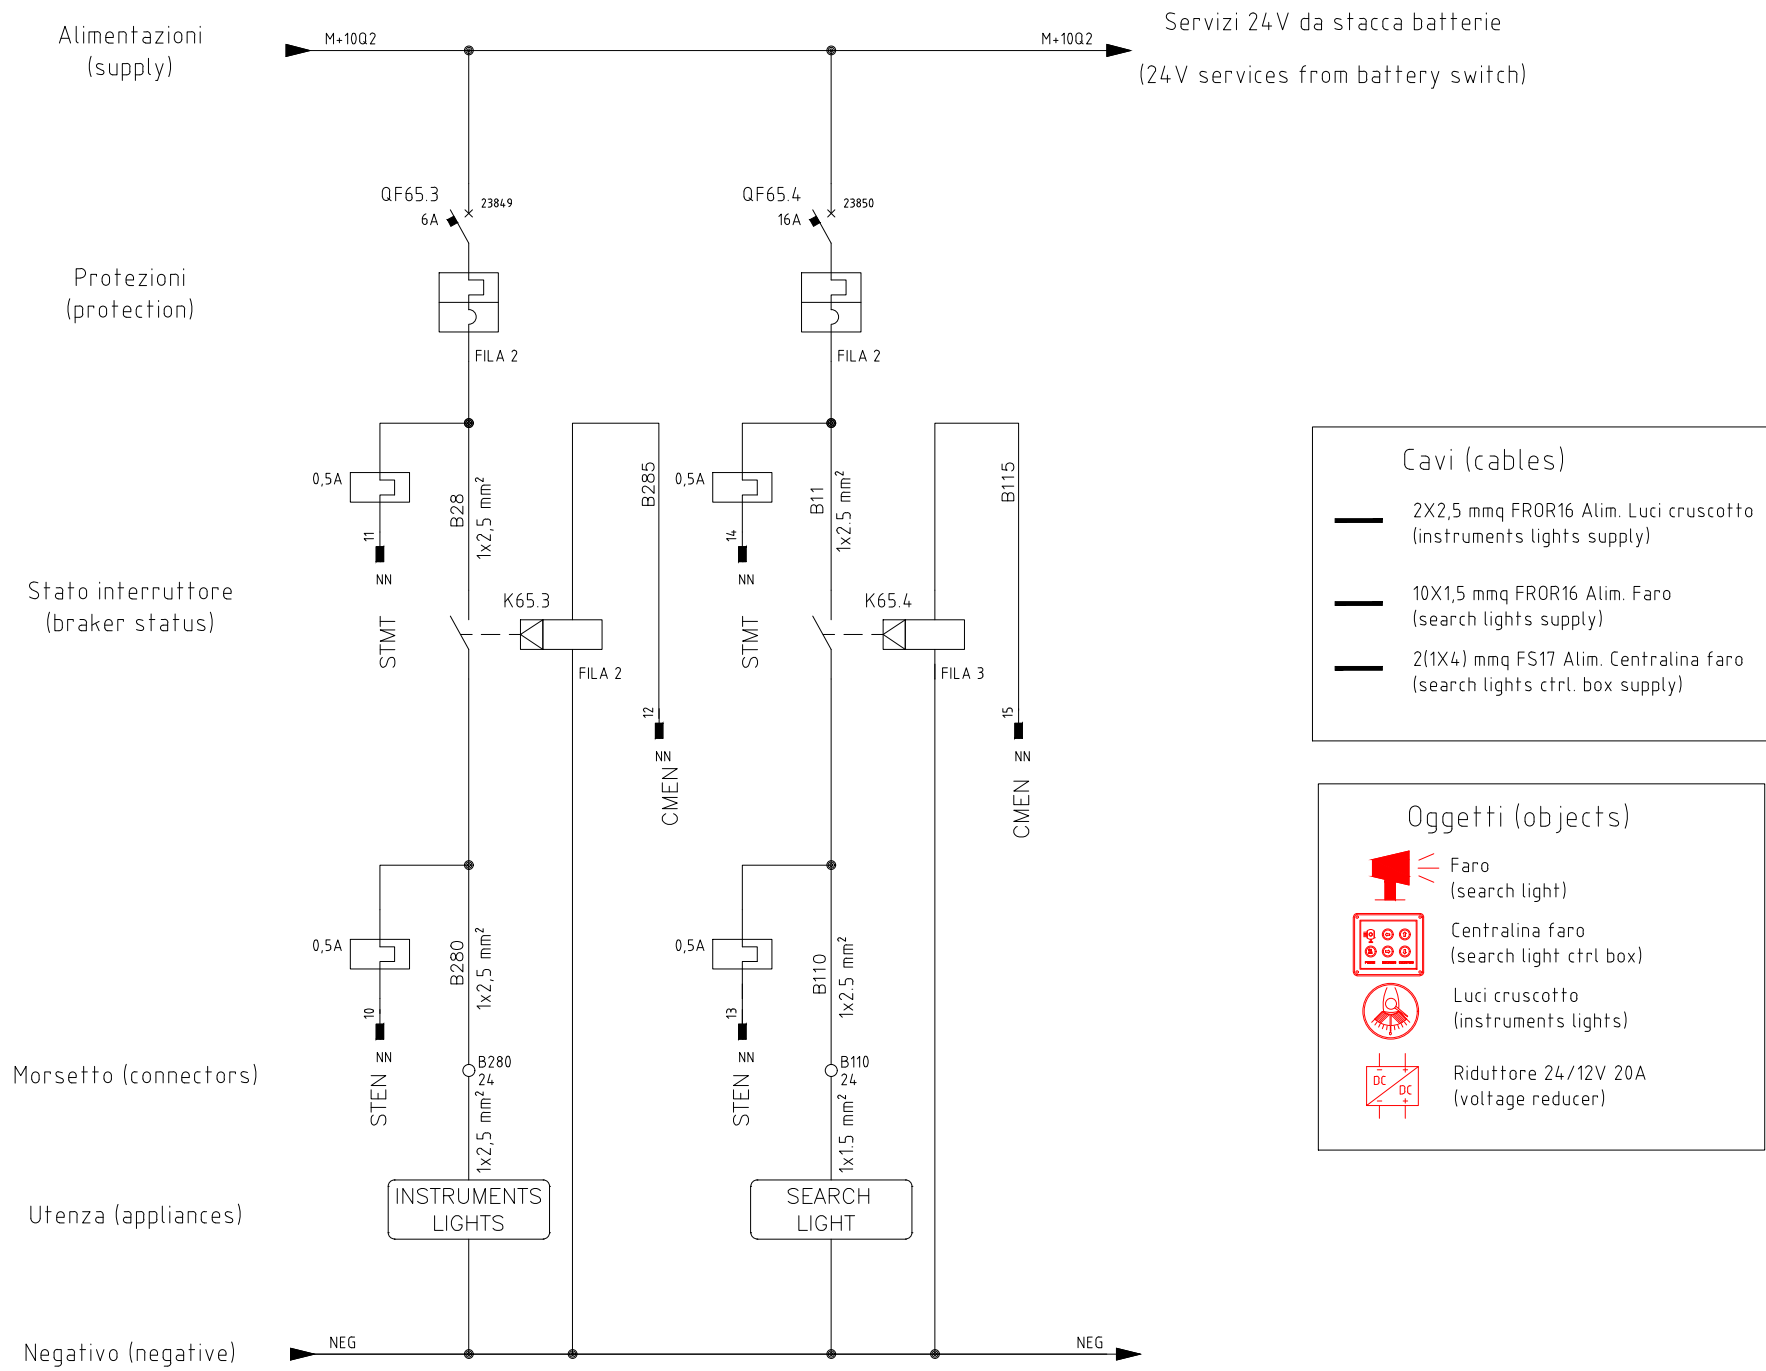 Alimentazioni
(supply)
M+10Q2
M+10Q2
Servizi 24V da stacca batterie
(24V services from battery switch)
QF65.3
6A
23849
QF65.4
16A
23850
Protezioni
(protection)
FILA 2
FILA 2
0,5A
11
NN
STMT
B28
1x2,5 mm²
B285
0,5A
14
NN
STMT
B11
1x2.5 mm²
B115
Stato interruttore
(braker status)
K65.3
FILA 2
12
NN
CMEN
K65.4
FILA 3
15
NN
CMEN
0,5A
10
NN
STEN
B280
1x2,5 mm²
0,5A
13
NN
STEN
B110
1x2.5 mm²
Morsetto (connectors)
B280
24
1x2,5 mm²
B110
24
1x1.5 mm²
Utenza (appliances)
INSTRUMENTS
LIGHTS
SEARCH
LIGHT
Negativo (negative)
NEG
NEG
Cavi (cables)
2X2,5 mmq FROR16 Alim. Luci cruscotto
(instruments lights supply)
10X1,5 mmq FROR16 Alim. Faro
(search lights supply)
2(1X4) mmq FS17 Alim. Centralina faro
(search lights ctrl. box supply)
Oggetti (objects)
Faro
(search light)
Centralina faro
(search light ctrl box)
Luci cruscotto
(instruments lights)
DC
DC
Riduttore 24/12V 20A
(voltage reducer)